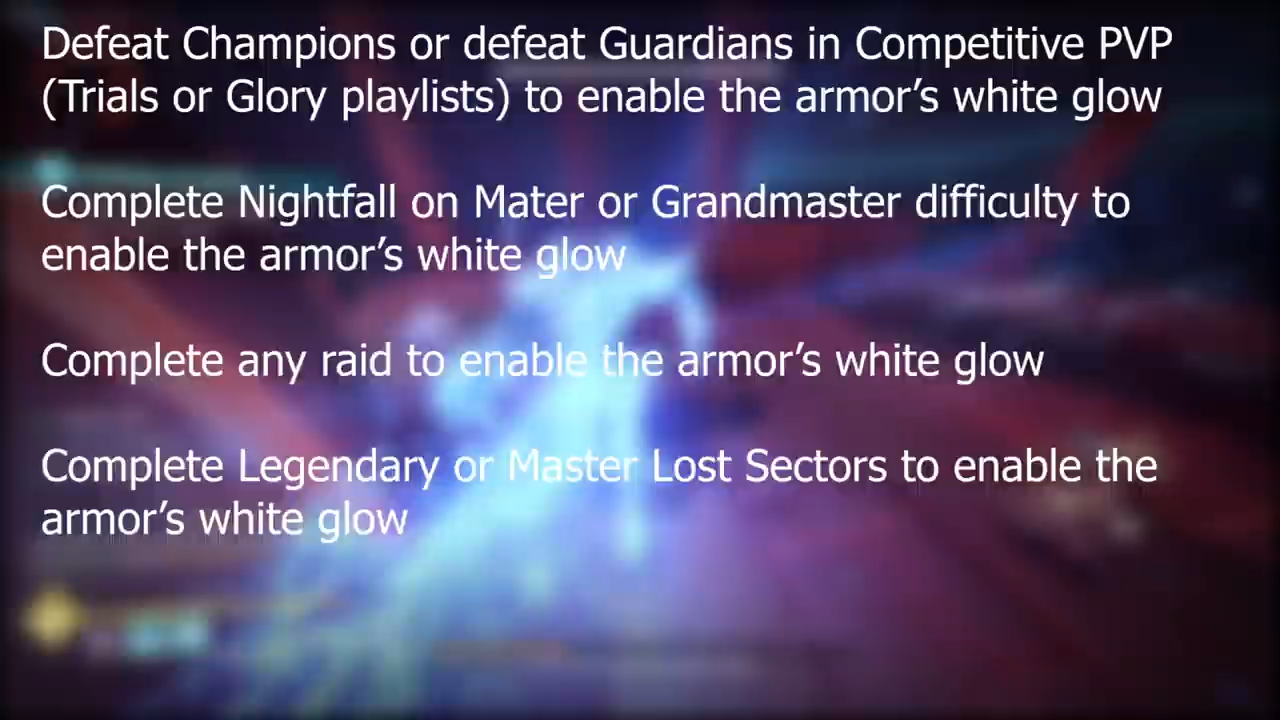 Defeat Champions or defeat Guardians in Competitive PVP
(Trials or Glory playlists) to enable the armor’s white glow
Complete Nightfall on Mater or Grandmaster difficulty to
enable the armor’s white glow
Complete any raid to enable the armor’s white glow
Complete Legendary or Master Lost Sectors to enable the
armor’s white glow